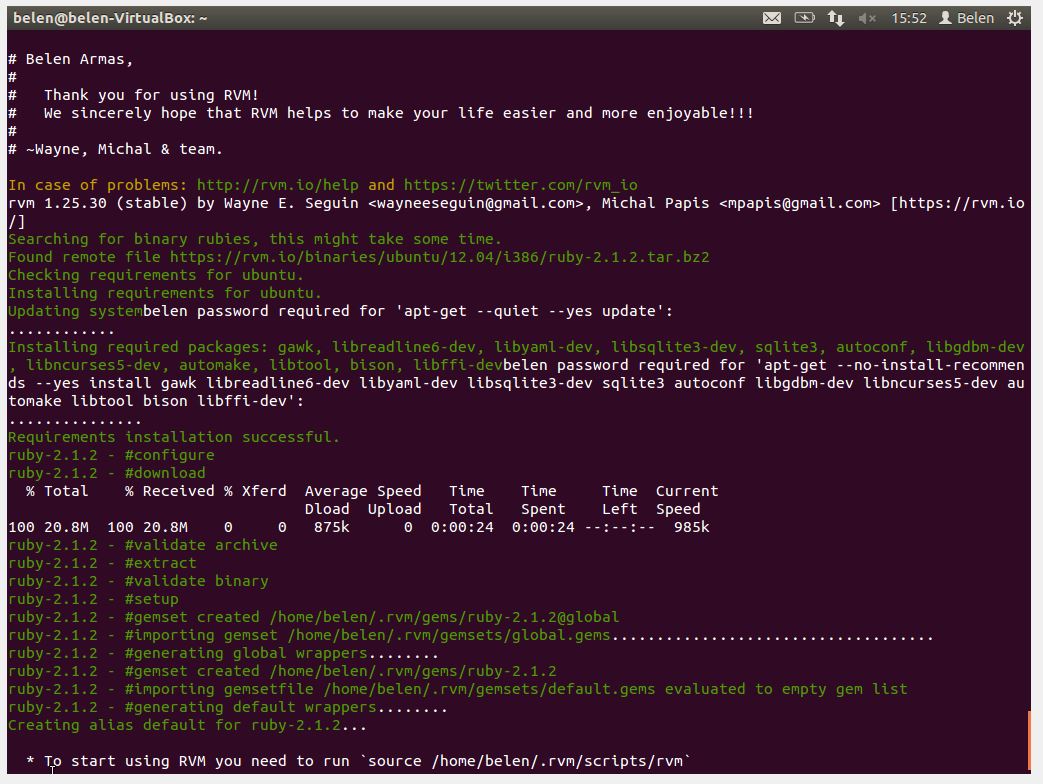 belen@belen-VirtualBox: ~ 15:52 Belen
# Belen Armas,
#
#   Thank you for using RVM!
#   We sincerely hope that RVM helps to make your life easier and more enjoyable!!!
#
# ~Wayne, Michal & team.
In case of problems: http://rvm.io/help and https://twitter.com/rvm_io
rvm 1.25.30 (stable) by Wayne E. Seguin <wayneeseguin@gmail.com>, Michal Papis <mpapis@gmail.com> [https://rvm.io
/]
Searching for binary rubies, this might take some time.
Found remote file https://rvm.io/binaries/ubuntu/12.04/i386/ruby-2.1.2.tar.bz2
Checking requirements for ubuntu.
Installing requirements for ubuntu.
Updating systembelen password required for 'apt-get --quiet --yes update':
............
Installing required packages: gawk, libreadline6-dev, libyaml-dev, libsqlite3-dev, sqlite3, autoconf, libgdbm-dev
, libncurses5-dev, automake, libtool, bison, libffi-devbelen password required for 'apt-get --no-install-recommen
ds --yes install gawk libreadline6-dev libyaml-dev libsqlite3-dev sqlite3 autoconf libgdbm-dev libncurses5-dev au
tomake libtool bison libffi-dev':
...............
Requirements installation successful.
ruby-2.1.2 - #configure
ruby-2.1.2 - #download
  % Total    % Received % Xferd  Average Speed   Time    Time     Time  Current
                                 Dload  Upload   Total   Spent    Left  Speed
100 20.8M  100 20.8M    0     0   875k      0  0:00:24  0:00:24 --:--:--  985k
ruby-2.1.2 - #validate archive
ruby-2.1.2 - #extract
ruby-2.1.2 - #validate binary
ruby-2.1.2 - #setup
ruby-2.1.2 - #gemset created /home/belen/.rvm/gems/ruby-2.1.2@global
ruby-2.1.2 - #importing gemset /home/belen/.rvm/gemsets/global.gems....................................
ruby-2.1.2 - #generating global wrappers........
ruby-2.1.2 - #gemset created /home/belen/.rvm/gems/ruby-2.1.2
ruby-2.1.2 - #importing gemsetfile /home/belen/.rvm/gemsets/default.gems evaluated to empty gem list
ruby-2.1.2 - #generating default wrappers........
Creating alias default for ruby-2.1.2...
  * To start using RVM you need to run `source /home/belen/.rvm/scripts/rvm`